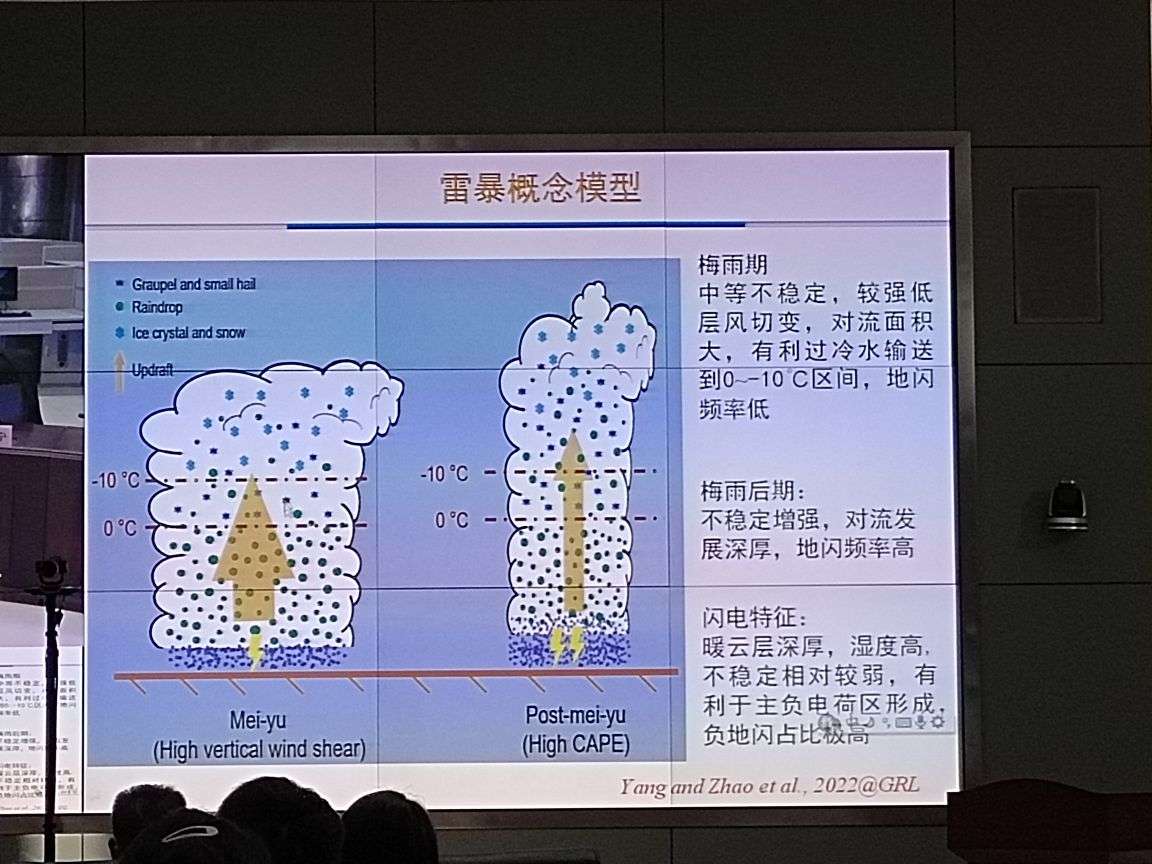 雷暴概念模型
Graupel and small hail
Raindrop
Ice crystal and snow
Updraft
-10 °C
0 °C
Mei-yu
(High vertical wind shear)
-10 °C
0 °C
Post-mei-yu
(High CAPE)
梅雨期
中等不稳定，较强低
层风切变，对流面积
大，有利过冷水输送
到0~-10℃区间，地闪
频率低
梅雨后期：
不稳定增强，对流发
展深厚，地闪频率高
闪电特征：
暖云层深厚，湿度高，
不稳定相对较弱，有
利于主负电荷区形成，
负地闪占比极高
Yang and Zhao et al., 2022@GRL